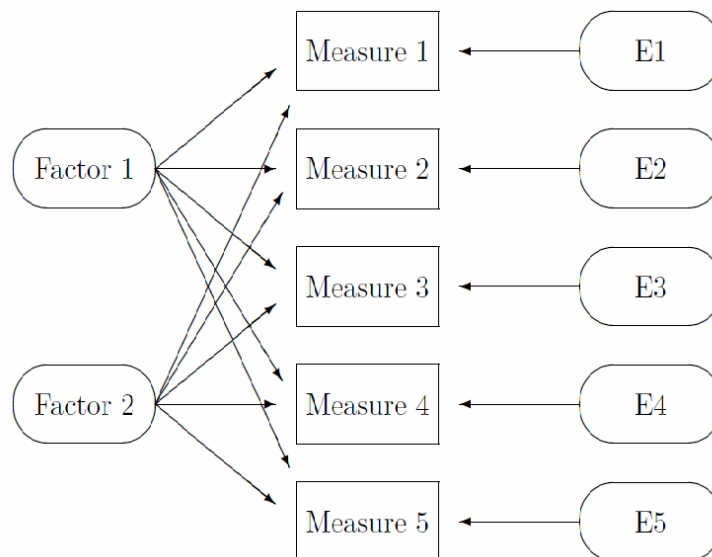 Measure 1
E1
Factor 1
Measure 2
E2
Measure 3
E3
Factor 2
Measure 4
E4
Measure 5
E5